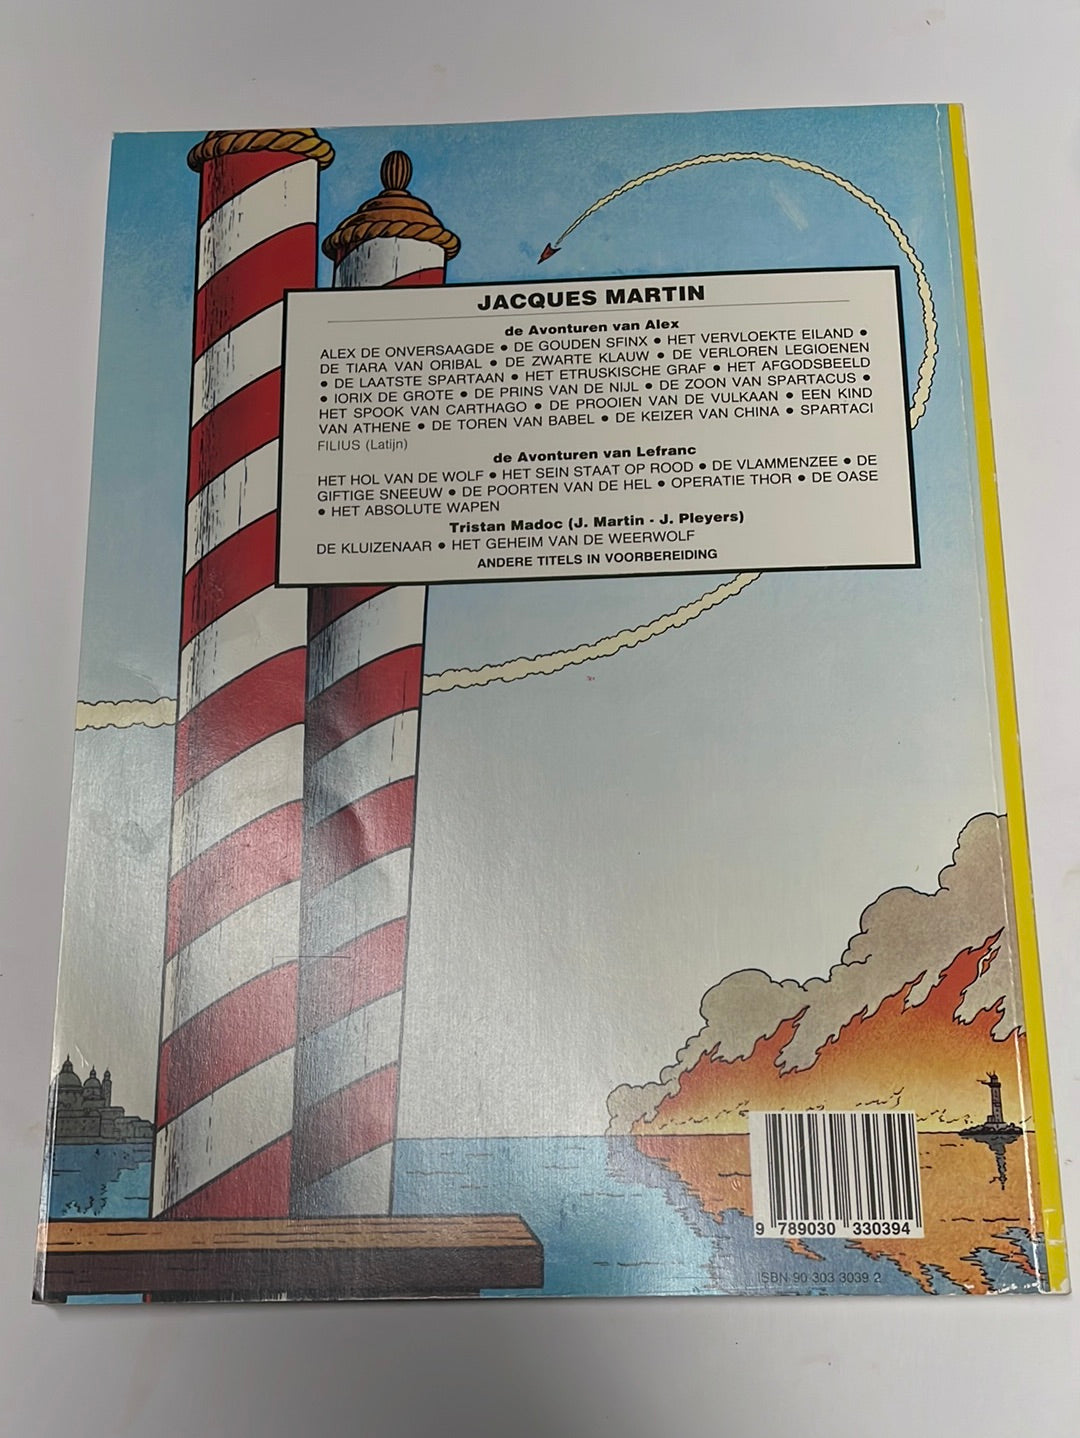 JACQUES MARTIN
de Avonturen van Alex
ALEX DE ONVERSAAGDE • DE GOUDEN SFINX • HET VERVLOEKTE EILAND •
DE TIARA VAN ORIBAL • DE ZWARTE KLAUW • DE VERLOREN LEGIOENEN
• DE LAATSTE SPARTAAN • HET ETRUSKISCHE GRAF • HET AFGODSBEELD
• IORIX DE GROTE • DE PRINS VAN DE NIJL • DE ZOON VAN SPARTACUS •
HET SPOOK VAN CARTHAGO • DE PROOIEN VAN DE VULKAAN • EEN KIND
VAN ATHENE • DE TOREN VAN BABEL • DE KEIZER VAN CHINA • SPARTACI
FILIUS (Latijn)
de Avonturen van Lefranc
HET HOL VAN DE WOLF • HET SEIN STAAT OP ROOD • DE VLAMMENZEE • DE
GIFTIGE SNEEUW • DE POORTEN VAN DE HEL • OPERATIE THOR • DE OASE
• HET ABSOLUTE WAPEN
Tristan Madoc (J. Martin - J. Pleyers)
DE KLUIZENAAR • HET GEHEIM VAN DE WEERWOLF
ANDERE TITELS IN VOORBEREIDING
9 789030 330394
ISBN 90 303 3039 2